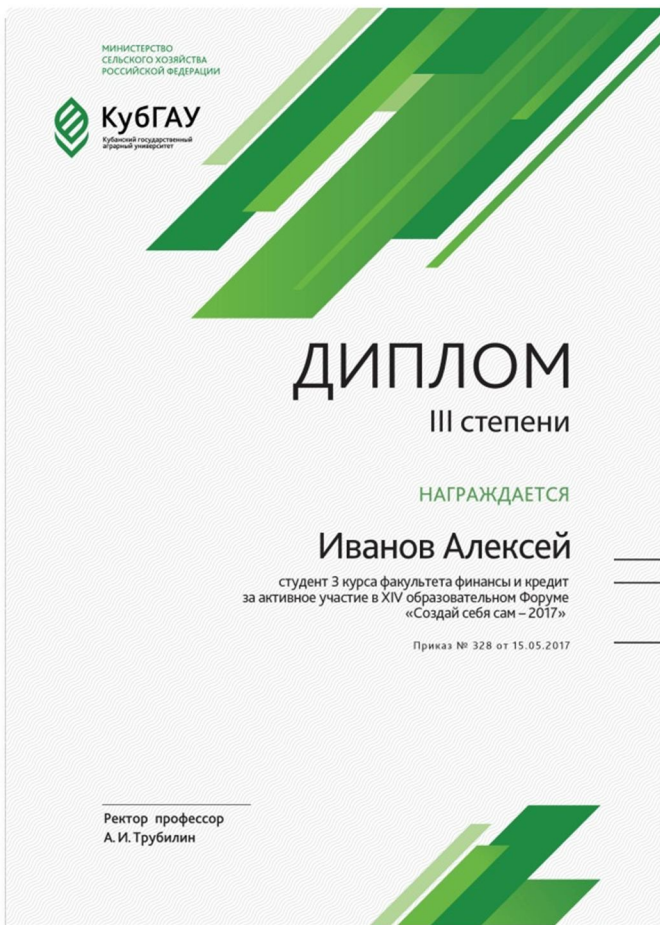 МИНИСТЕРСТВО
СЕЛЬСКОГО ХОЗЯЙСТВА
РОССИЙСКОЙ ФЕДЕРАЦИИ
КубГАУ
Кубанский государственный
аграрный университет
ДИПЛОМ
III степени
НАГРАЖДАЕТСЯ
Иванов Алексей
студент 3 курса факультета финансы и кредит
за активное участие в XIV образовательном Форуме
«Создай себя сам – 2017»
Приказ № 328 от 15.05.2017
Ректор профессор
А. И. Трубилин